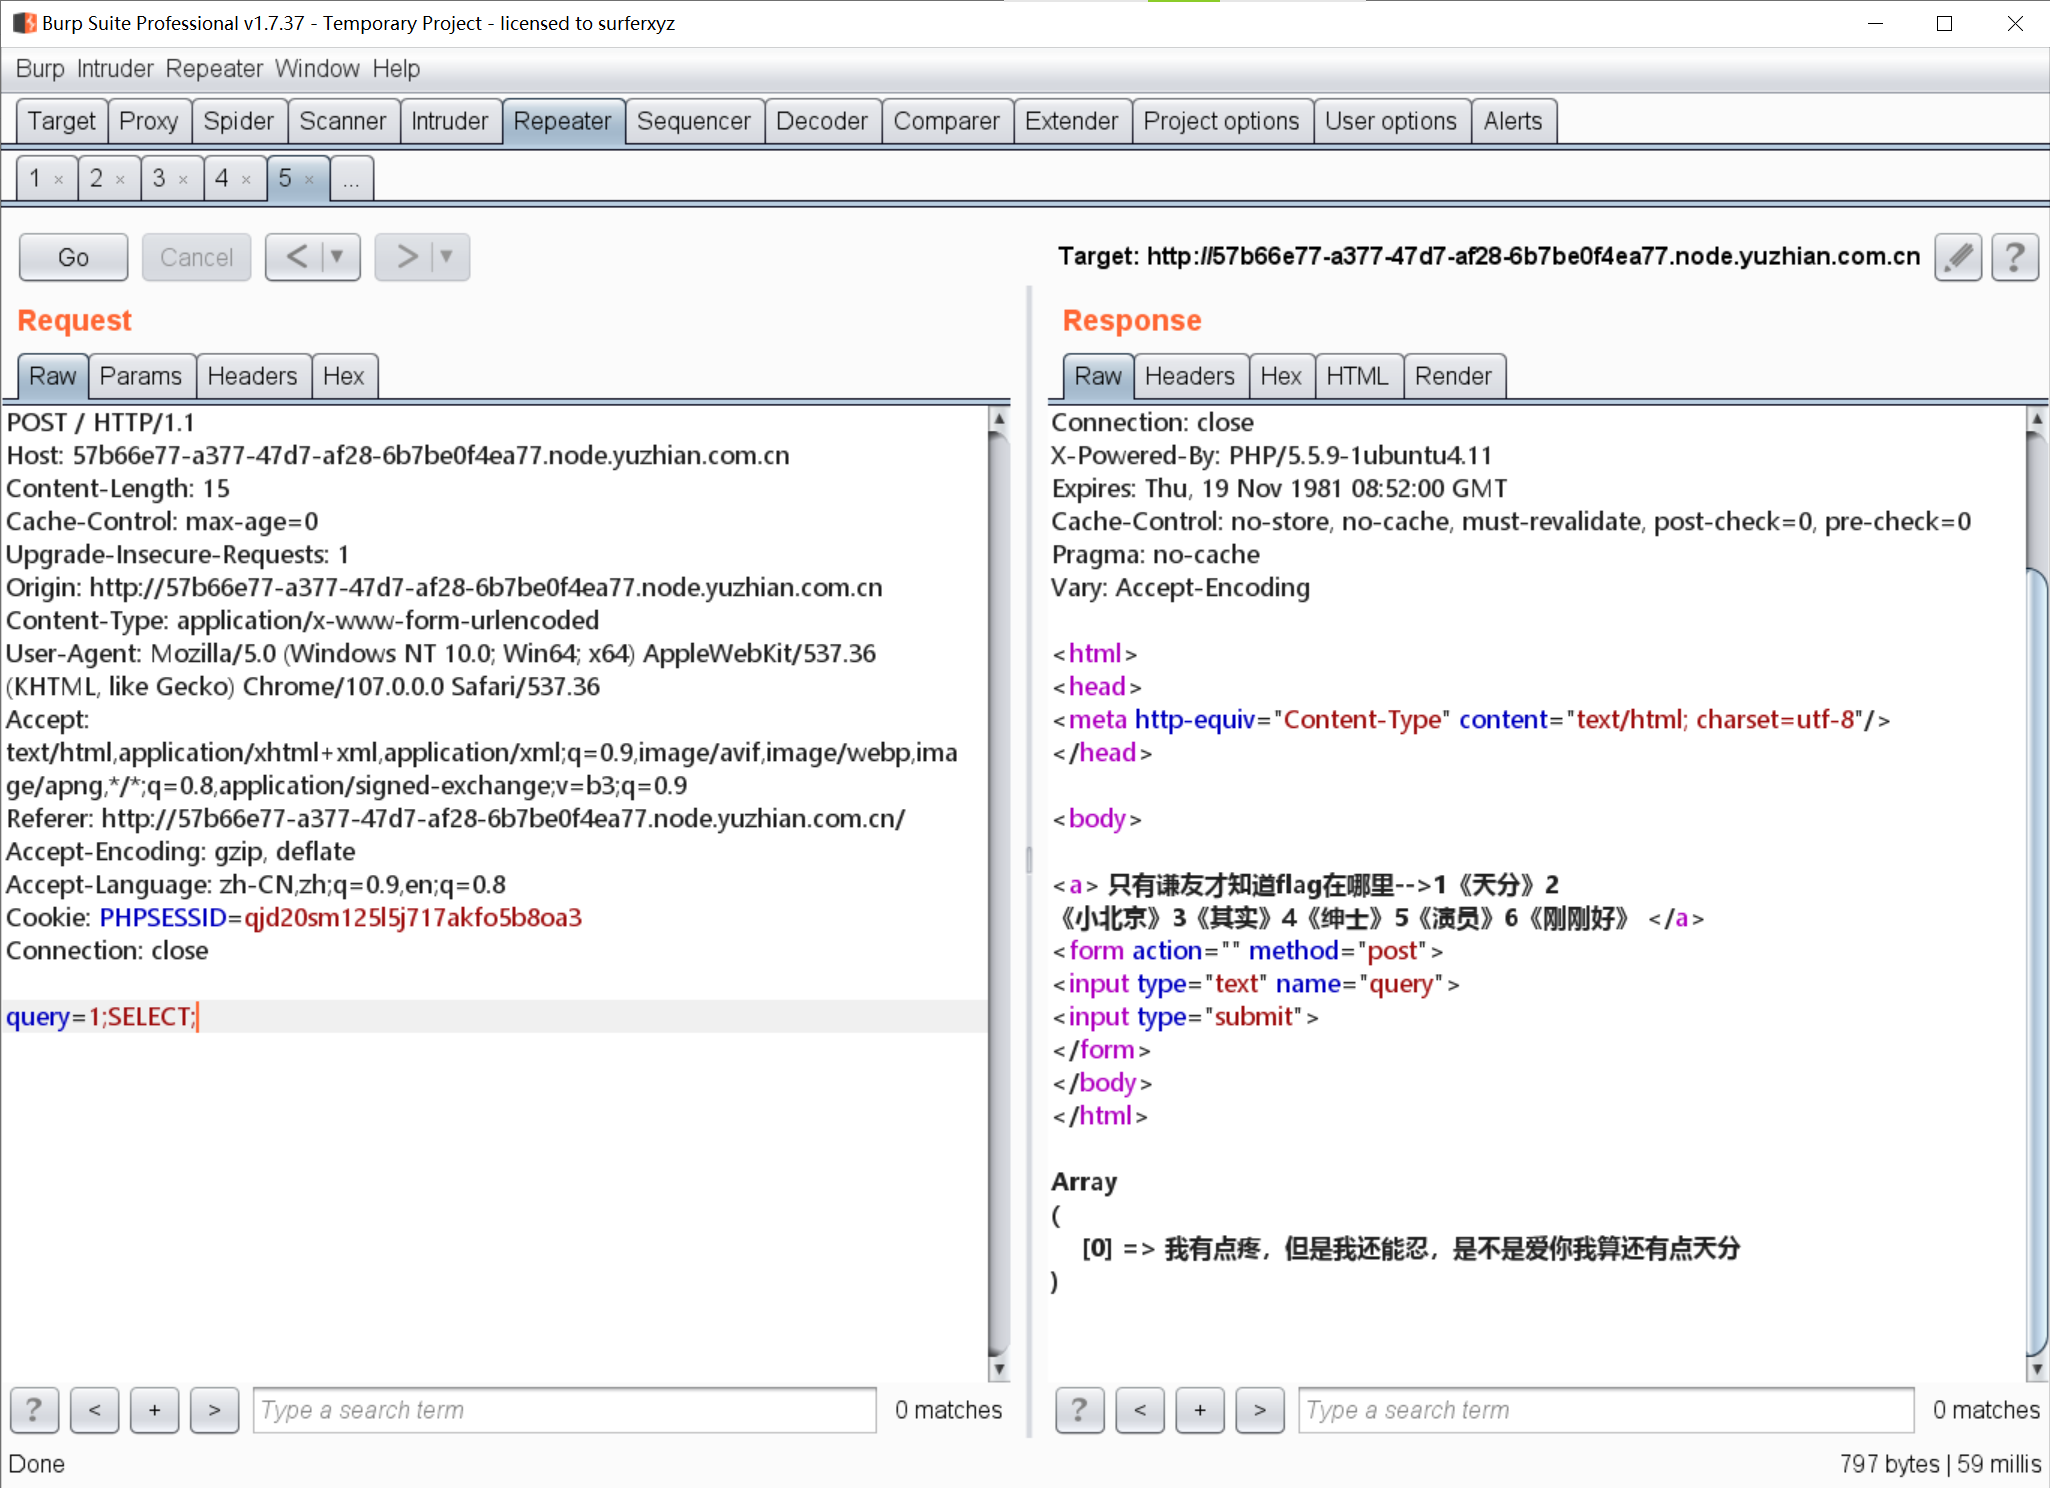 Burp Suite Professional v1.7.37 - Temporary Project - licensed to surferxyz
Burp Intruder Repeater Window Help
Target Proxy Spider Scanner Intruder Repeater Sequencer Decoder Comparer Extender Project options User options Alerts
1 × 2 × 3 × 4 × 5 × ...
Go Cancel < ▼ > ▼
Target: http://57b66e77-a377-47d7-af28-6b7be0f4ea77.node.yuzhian.com.cn ?
Request
Raw Params Headers Hex
POST / HTTP/1.1
Host: 57b66e77-a377-47d7-af28-6b7be0f4ea77.node.yuzhian.com.cn
Content-Length: 15
Cache-Control: max-age=0
Upgrade-Insecure-Requests: 1
Origin: http://57b66e77-a377-47d7-af28-6b7be0f4ea77.node.yuzhian.com.cn
Content-Type: application/x-www-form-urlencoded
User-Agent: Mozilla/5.0 (Windows NT 10.0; Win64; x64) AppleWebKit/537.36
(KHTML, like Gecko) Chrome/107.0.0.0 Safari/537.36
Accept:
text/html,application/xhtml+xml,application/xml;q=0.9,image/avif,image/webp,ima
ge/apng,*/*;q=0.8,application/signed-exchange;v=b3;q=0.9
Referer: http://57b66e77-a377-47d7-af28-6b7be0f4ea77.node.yuzhian.com.cn/
Accept-Encoding: gzip, deflate
Accept-Language: zh-CN,zh;q=0.9,en;q=0.8
Cookie: PHPSESSID=qjd20sm125l5j717akfo5b8oa3
Connection: close
query=1;SELECT;
? < + > Type a search term 0 matches
Response
Raw Headers Hex HTML Render
Connection: close
X-Powered-By: PHP/5.5.9-1ubuntu4.11
Expires: Thu, 19 Nov 1981 08:52:00 GMT
Cache-Control: no-store, no-cache, must-revalidate, post-check=0, pre-check=0
Pragma: no-cache
Vary: Accept-Encoding
<html>
<head>
<meta http-equiv="Content-Type" content="text/html; charset=utf-8"/>
</head>
<body>
<a> 只有谦友才知道flag在哪里-->1《天分》2
《小北京》3《其实》4《绅士》5《演员》6《刚刚好》 </a>
<form action="" method="post">
<input type="text" name="query">
<input type="submit">
</form>
</body>
</html>
Array
(
[0] => 我有点疼，但是我还能忍，是不是爱你我算还有点天分
)
? < + > Type a search term 0 matches
Done
797 bytes | 59 millis